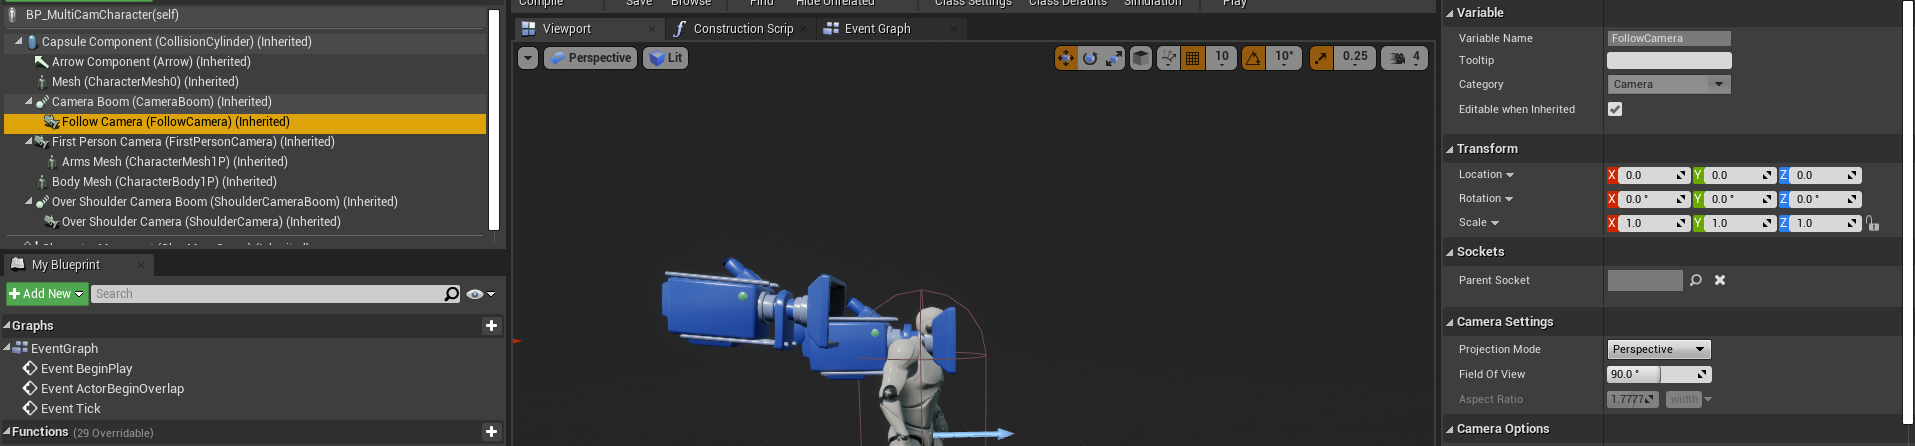 Compile Save Browse Find Hide Unrelated Class Settings Class Defaults Simulation Play
BP_MultiCamCharacter(self)
Capsule Component (CollisionCylinder) (Inherited)
Arrow Component (Arrow) (Inherited)
Mesh (CharacterMesh0) (Inherited)
Camera Boom (CameraBoom) (Inherited)
Follow Camera (FollowCamera) (Inherited)
First Person Camera (FirstPersonCamera) (Inherited)
Arms Mesh (CharacterMesh1P) (Inherited)
Body Mesh (CharacterBody1P) (Inherited)
Over Shoulder Camera Boom (ShoulderCameraBoom) (Inherited)
Over Shoulder Camera (ShoulderCamera) (Inherited)
My Blueprint
Add New
Search
Graphs
EventGraph
Event BeginPlay
Event ActorBeginOverlap
Event Tick
Functions (29 Overridable)
Viewport
Construction Scrip
Event Graph
Perspective
Lit
10
10°
0.25
4
Variable
Variable Name FollowCamera
Tooltip
Category Camera
Editable when Inherited
Transform
Location X 0.0 Y 0.0 Z 0.0
Rotation X 0.0 ° Y 0.0 ° Z 0.0 °
Scale X 1.0 Y 1.0 Z 1.0
Sockets
Parent Socket
Camera Settings
Projection Mode Perspective
Field Of View 90.0 °
Aspect Ratio 1.7777 width
Camera Options